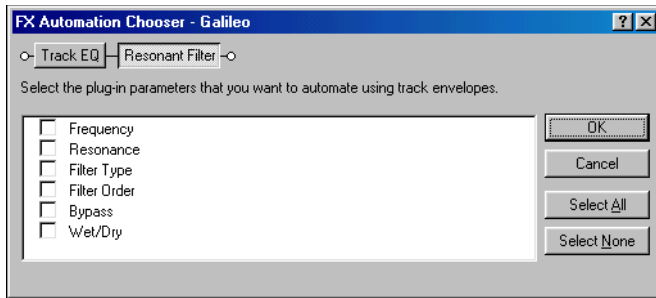 FX Automation Chooser - Galileo
Track EQ Resonant Filter
Select the plug-in parameters that you want to automate using track envelopes.
Frequency
Resonance
Filter Type
Filter Order
Bypass
Wet/Dry
OK
Cancel
Select All
Select None